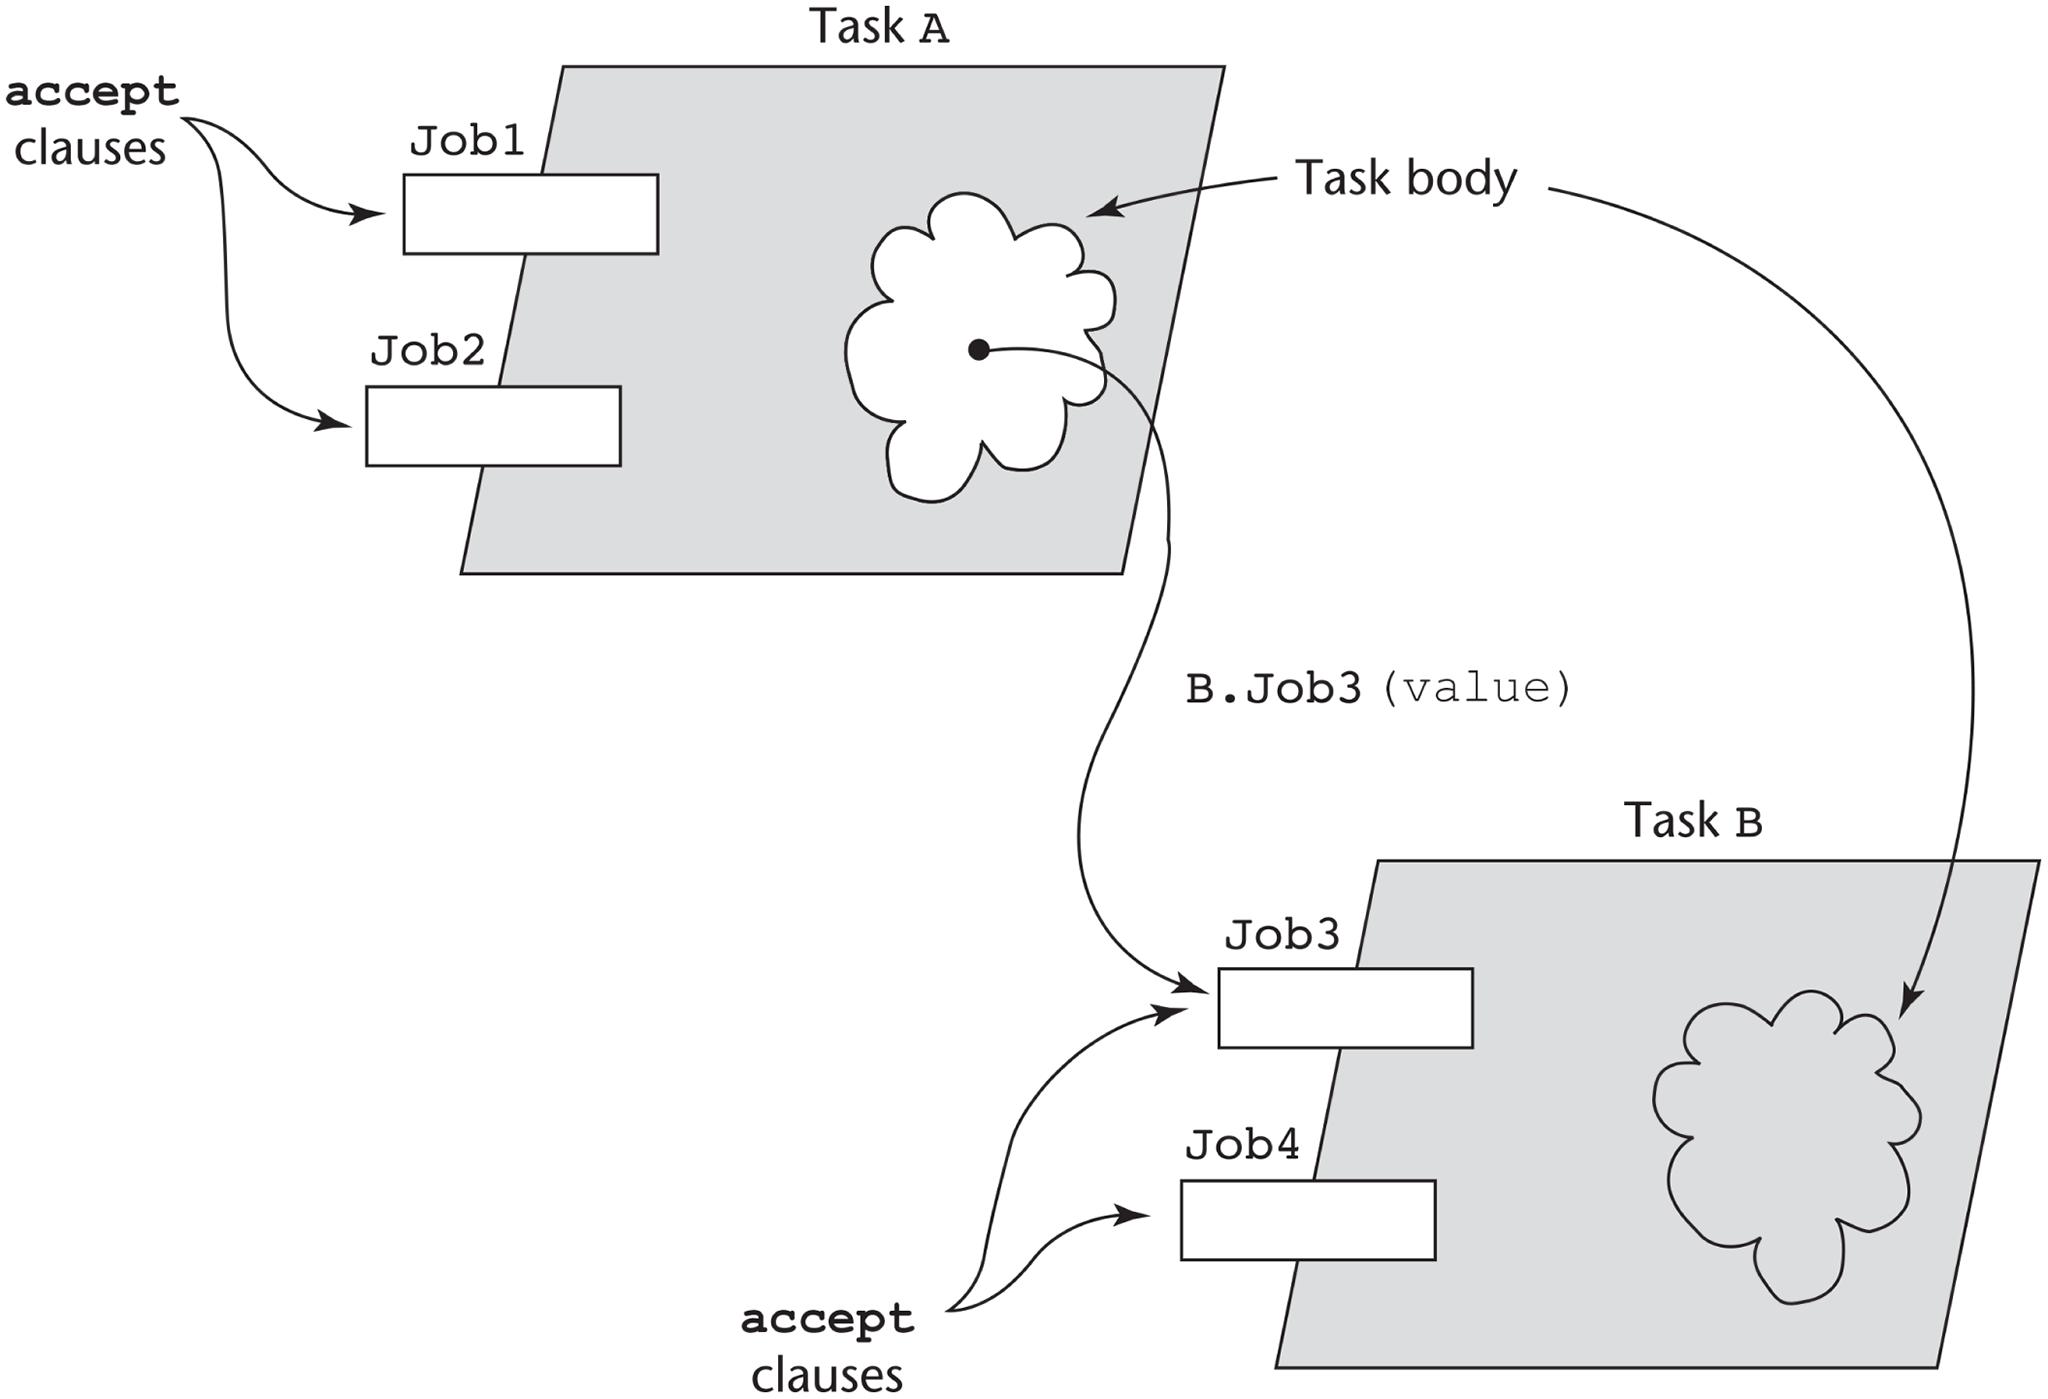 Task A
accept
clauses
Job1
Task body
Job2
B.Job3 (value)
Task B
Job3
Job4
accept
clauses